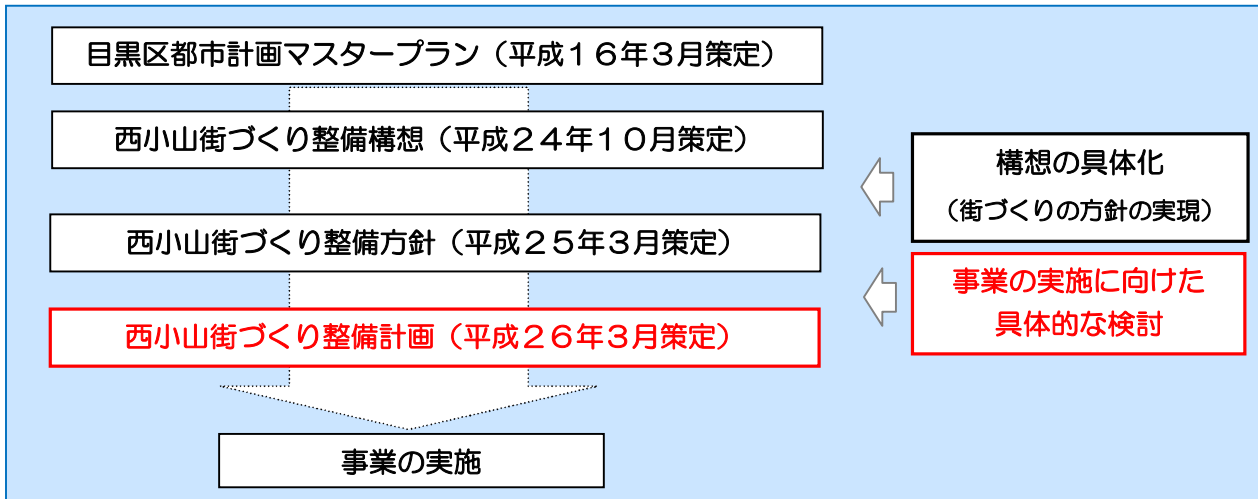 目黒区都市計画マスタープラン（平成１６年３月策定）
西小山街づくり整備構想（平成２４年１０月策定）
構想の具体化
（街づくりの方針の実現）
西小山街づくり整備方針（平成２５年３月策定）
事業の実施に向けた
具体的な検討
西小山街づくり整備計画（平成２６年３月策定）
事業の実施